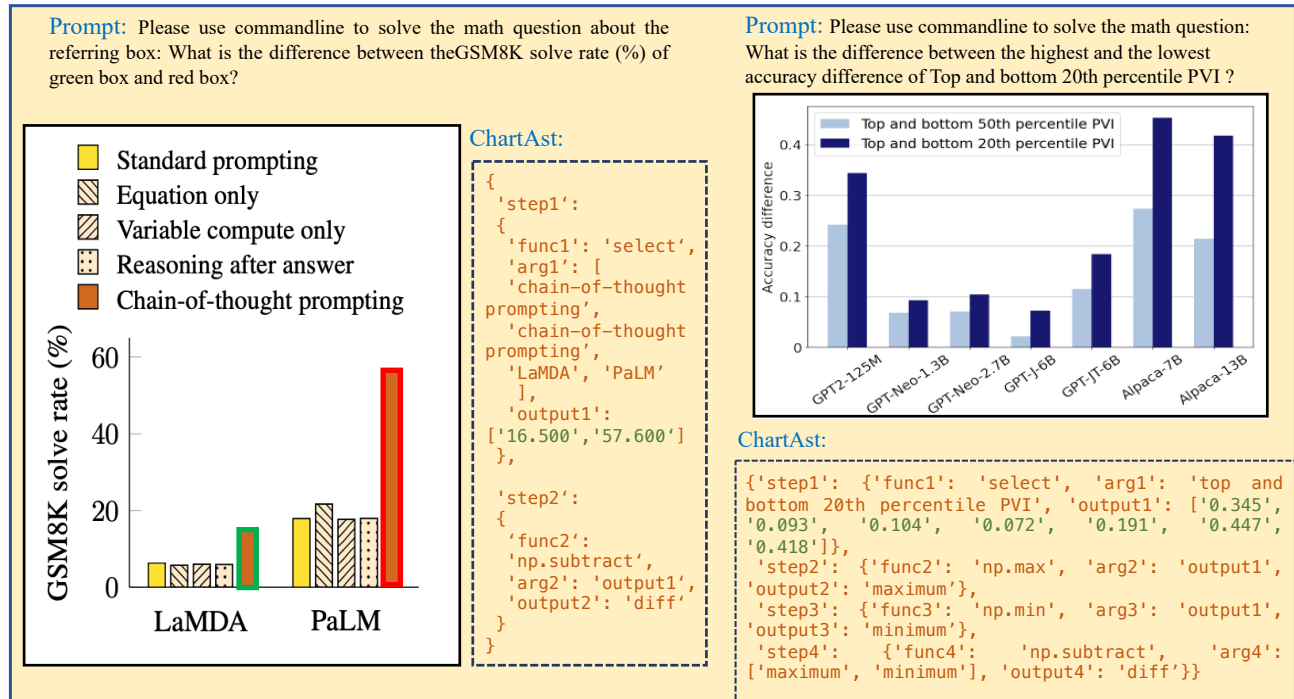 Prompt: Please use commandline to solve the math question about the
referring box: What is the difference between theGSM8K solve rate (%) of
green box and red box?
Standard prompting
Equation only
Variable compute only
Reasoning after answer
Chain-of-thought prompting
GSM8K solve rate (%)
60
40
20
0
LaMDA
PaLM
ChartAst:
{
'step1':
{
'func1': 'select‘,
'arg1’: [
'chain-of-thought
prompting’,
'chain-of-thought
prompting’,
'LaMDA', 'PaLM’
],
'output1':
['16.500','57.600‘]
},
'step2‘:
{
‘func2':
'np.subtract‘,
'arg2': 'output1‘,
'output2': 'diff‘
}
}
Prompt: Please use commandline to solve the math question:
What is the difference between the highest and the lowest
accuracy difference of Top and bottom 20th percentile PVI ?
Top and bottom 50th percentile PVI
Top and bottom 20th percentile PVI
Accuracy difference
0.4
0.3
0.2
0.1
0
GPT2-125M
GPT-Neo-1.3B
GPT-Neo-2.7B
GPT-J-6B
GPT-JT-6B
Alpaca-7B
Alpaca-13B
ChartAst:
{'step1': {'func1': 'select', 'arg1': 'top and
bottom 20th percentile PVI', 'output1': ['0.345',
'0.093', '0.104', '0.072', '0.191', '0.447',
'0.418']},
'step2': {'func2': 'np.max', 'arg2': 'output1',
'output2': 'maximum’},
'step3': {'func3': 'np.min', 'arg3': 'output1',
'output3': 'minimum’},
'step4': {'func4': 'np.subtract', 'arg4':
['maximum', 'minimum'], 'output4': 'diff’}}